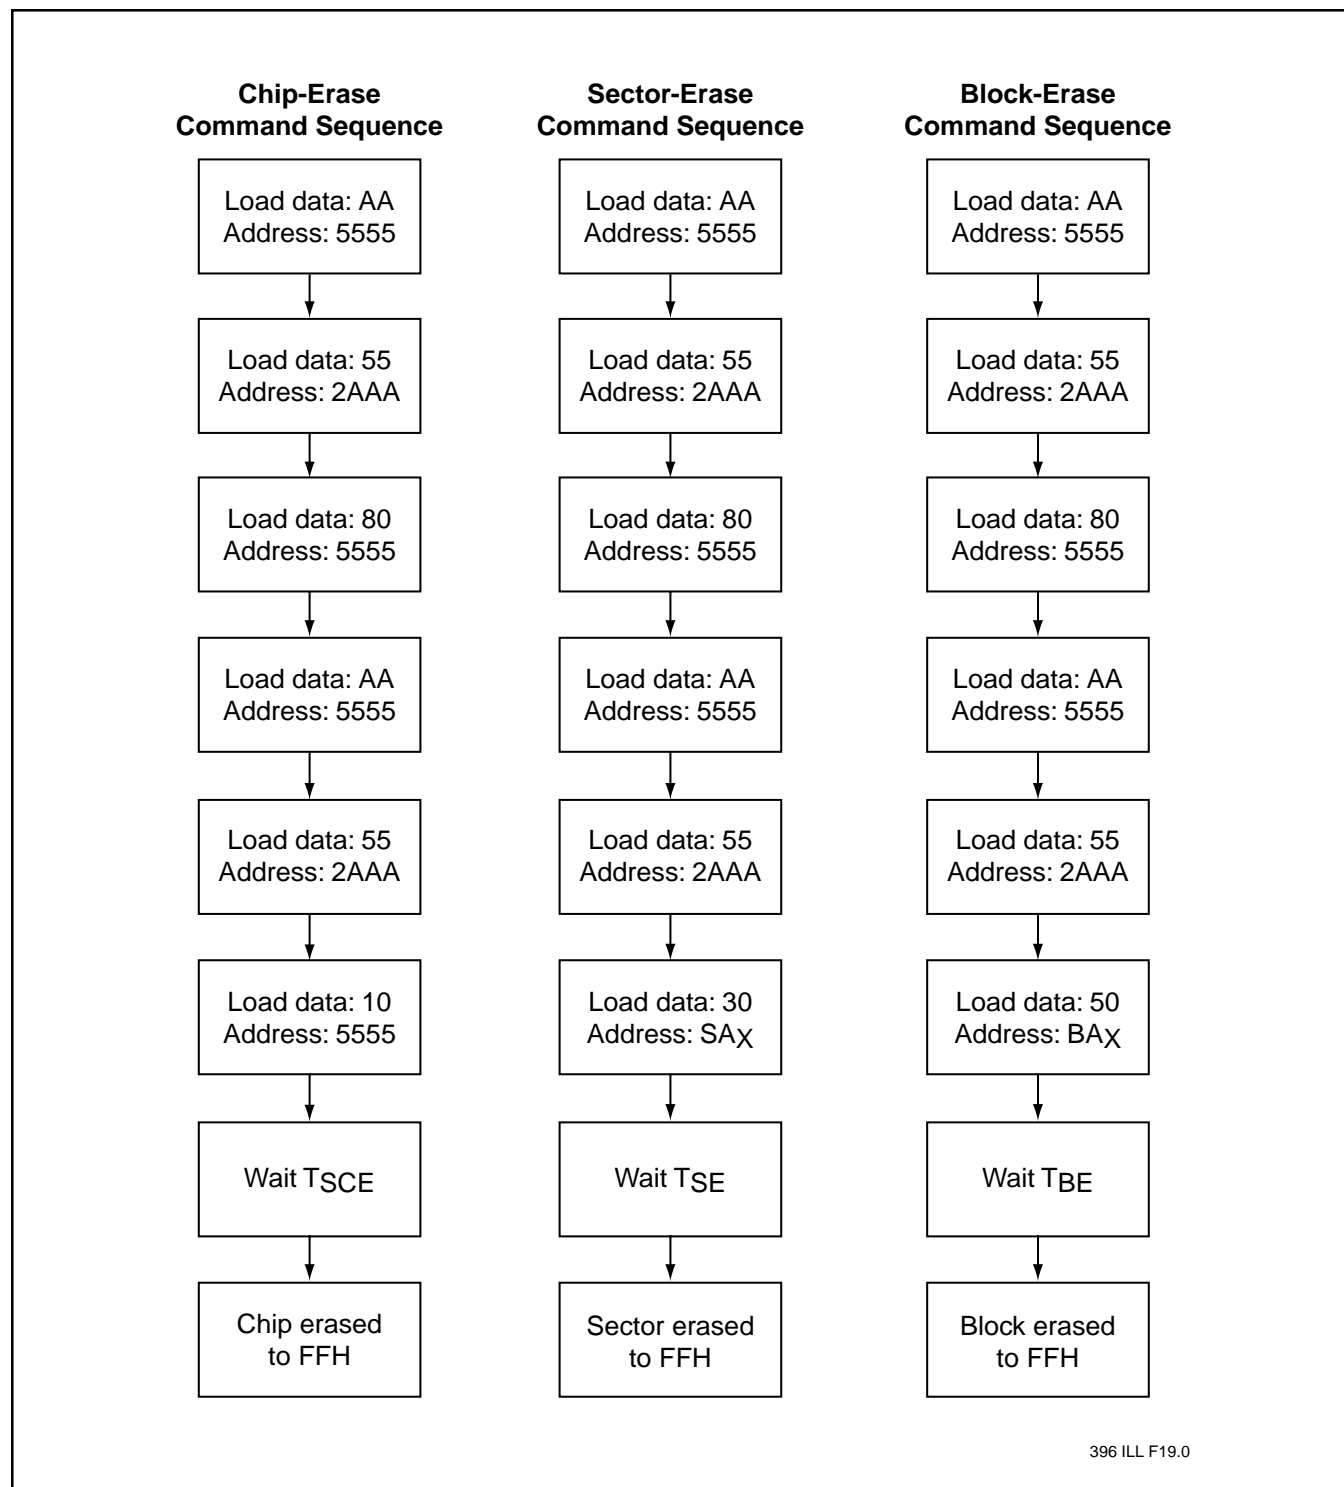 Chip-Erase
Command Sequence
Load data: AA
Address: 5555
Load data: 55
Address: 2AAA
Load data: 80
Address: 5555
Load data: AA
Address: 5555
Load data: 55
Address: 2AAA
Load data: 10
Address: 5555
Wait TSCE
Chip erased
to FFH
Sector-Erase
Command Sequence
Load data: AA
Address: 5555
Load data: 55
Address: 2AAA
Load data: 80
Address: 5555
Load data: AA
Address: 5555
Load data: 55
Address: 2AAA
Load data: 30
Address: SAX
Wait TSE
Sector erased
to FFH
Block-Erase
Command Sequence
Load data: AA
Address: 5555
Load data: 55
Address: 2AAA
Load data: 80
Address: 5555
Load data: AA
Address: 5555
Load data: 55
Address: 2AAA
Load data: 50
Address: BAX
Wait TBE
Block erased
to FFH
396 ILL F19.0